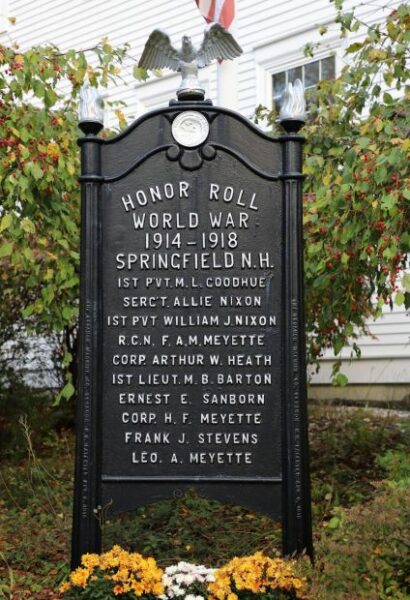 HONOR ROLL
WORLD WAR
1914-1918
SPRINGFIELD N.H.
1ST PVT. M. L. GOODHUE
SERC'T. ALLIE NIXON
1ST PVT WILLIAM J. NIXON
R.C.N, F, A, M, MEYETTE
CORP. ARTHUR W. HEATH
1ST LIEUT. M. B. BARTON
ERNEST E. SANBORN
CORP. H. F. MEYETTE
FRANK J. STEVENS
LEO. A. MEYETTE